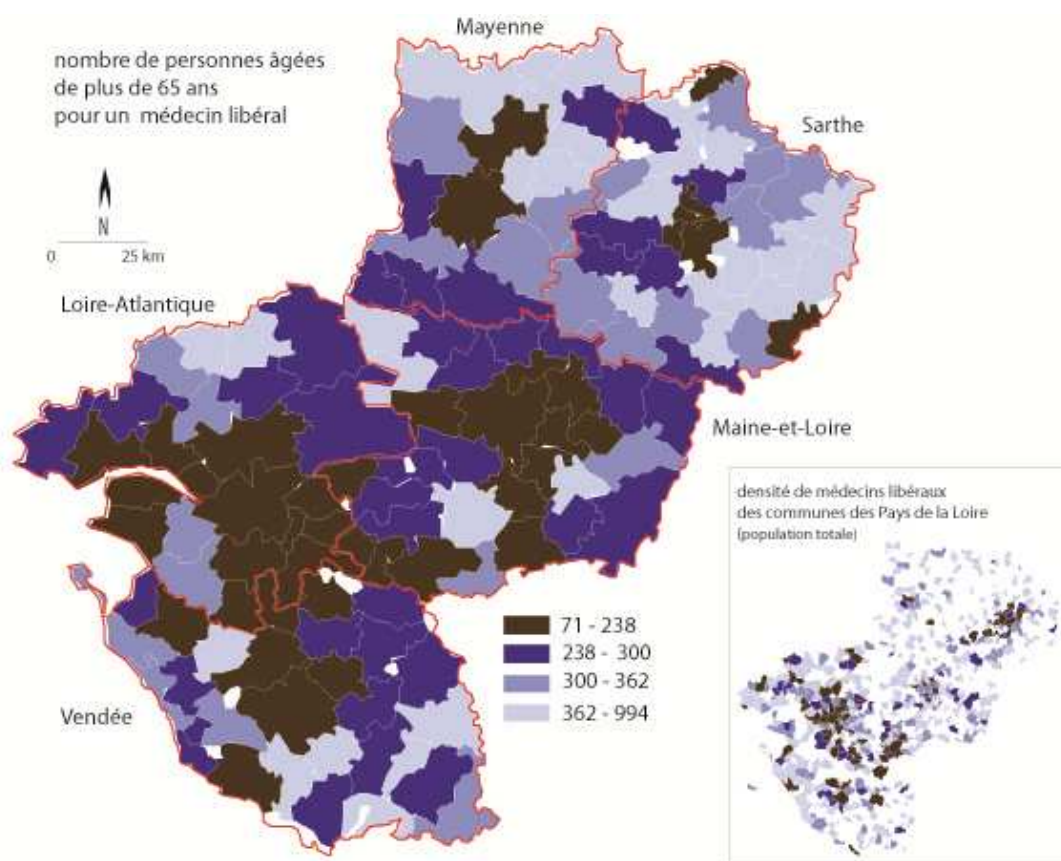 Mayenne
nombre de personnes âgées
de plus de 65 ans
pour un médecin libéral
Sarthe
N
0 25 km
Loire-Atlantique
Maine-et-Loire
densité de médecins libéraux
des communes des Pays de la Loire
(population totale)
71 - 238
238 - 300
300 - 362
362 - 994
Vendée